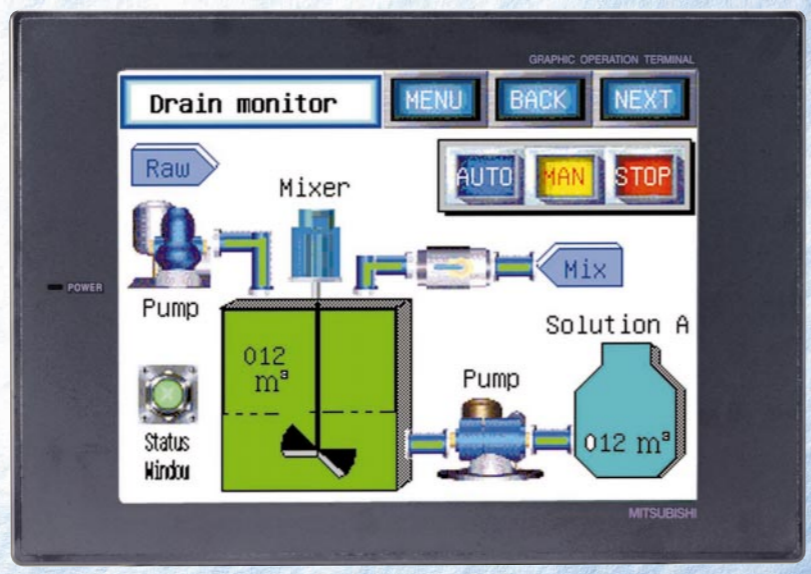 GRAPHIC OPERATION TERMINAL
Drain monitor
MENU
BACK
NEXT
Raw
Mixer
AUTO
MAN
STOP
Mix
POWER
Pump
Solution A
012
m³
Pump
Status
Window
012 m³
MITSUBISHI